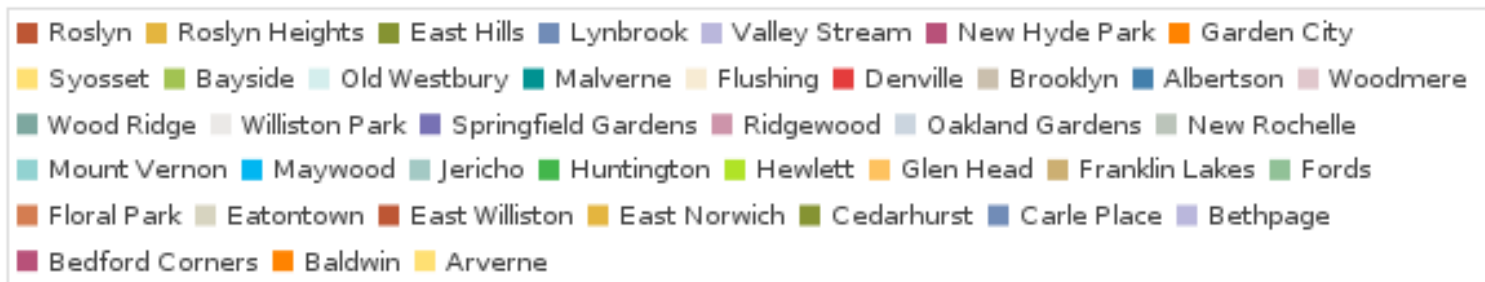 Roslyn Roslyn Heights East Hills Lynbrook Valley Stream New Hyde Park Garden City
Syosset Bayside Old Westbury Malverne Flushing Denville Brooklyn Albertson Woodmere
Wood Ridge Williston Park Springfield Gardens Ridgewood Oakland Gardens New Rochelle
Mount Vernon Maywood Jericho Huntington Hewlett Glen Head Franklin Lakes Fords
Floral Park Eatontown East Williston East Norwich Cedarhurst Carle Place Bethpage
Bedford Corners Baldwin Arverne